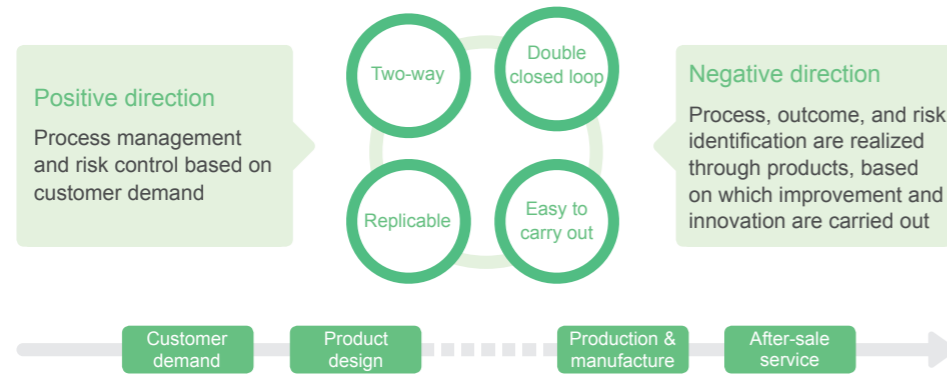 Positive direction
Process management
and risk control based on
customer demand
Two-way
Double
closed loop
Replicable
Easy to
carry out
Negative direction
Process, outcome, and risk
identification are realized
through products, based
on which improvement and
innovation are carried out
Customer
demand
Product
design
Production &
manufacture
After-sale
service